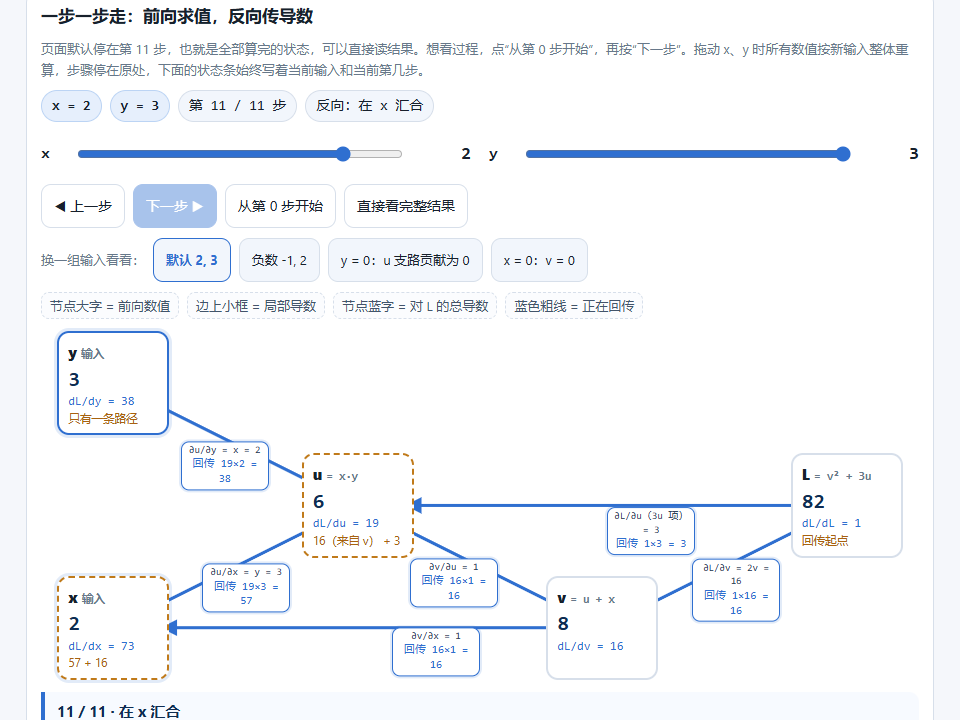 一步一步走：前向求值，反向传导数
页面默认停在第 11 步，也就是全部算完的状态，可以直接读结果。想看过程，点“从第 0 步开始”，再按“下一步”。拖动 x、y 时所有数值按新输入整体重
算，步骤停在原处，下面的状态条始终写着当前输入和当前第几步。
x = 2
y = 3
第 11 / 11 步
反向：在 x 汇合
x
2
y
3
◀ 上一步
下一步 ▶
从第 0 步开始
直接看完整结果
换一组输入看看：
默认 2, 3
负数 -1, 2
y = 0：u 支路贡献为 0
x = 0：v = 0
节点大字 = 前向数值
边上小框 = 局部导数
节点蓝字 = 对 L 的总导数
蓝色粗线 = 正在回传
y 输入
3
dL/dy = 38
只有一条路径
∂u/∂y = x = 2
回传 19×2 =
38
u = x·y
6
dL/du = 19
16（来自 v） + 3
L = v² + 3u
82
dL/dL = 1
回传起点
∂L/∂u（3u 项）
= 3
回传 1×3 = 3
∂u/∂x = y = 3
回传 19×3 =
57
∂v/∂u = 1
回传 16×1 =
16
∂L/∂v = 2v =
16
回传 1×16 =
16
x 输入
2
dL/dx = 73
57 + 16
v = u + x
8
dL/dv = 16
∂v/∂x = 1
回传 16×1 =
16
11 / 11 · 在 x 汇合